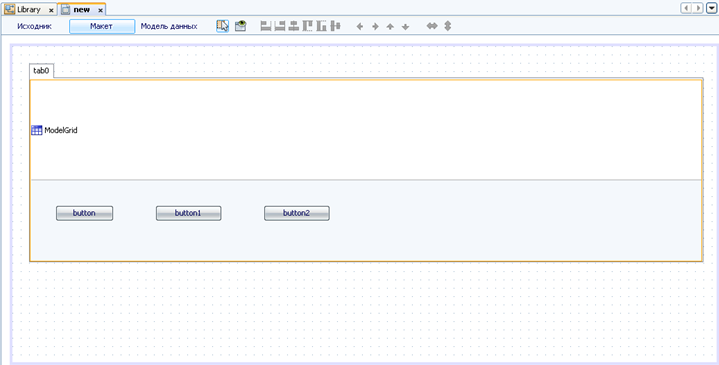 Library new
Исходник Макет Модель данных
tab0
ModelGrid
button button1 button2